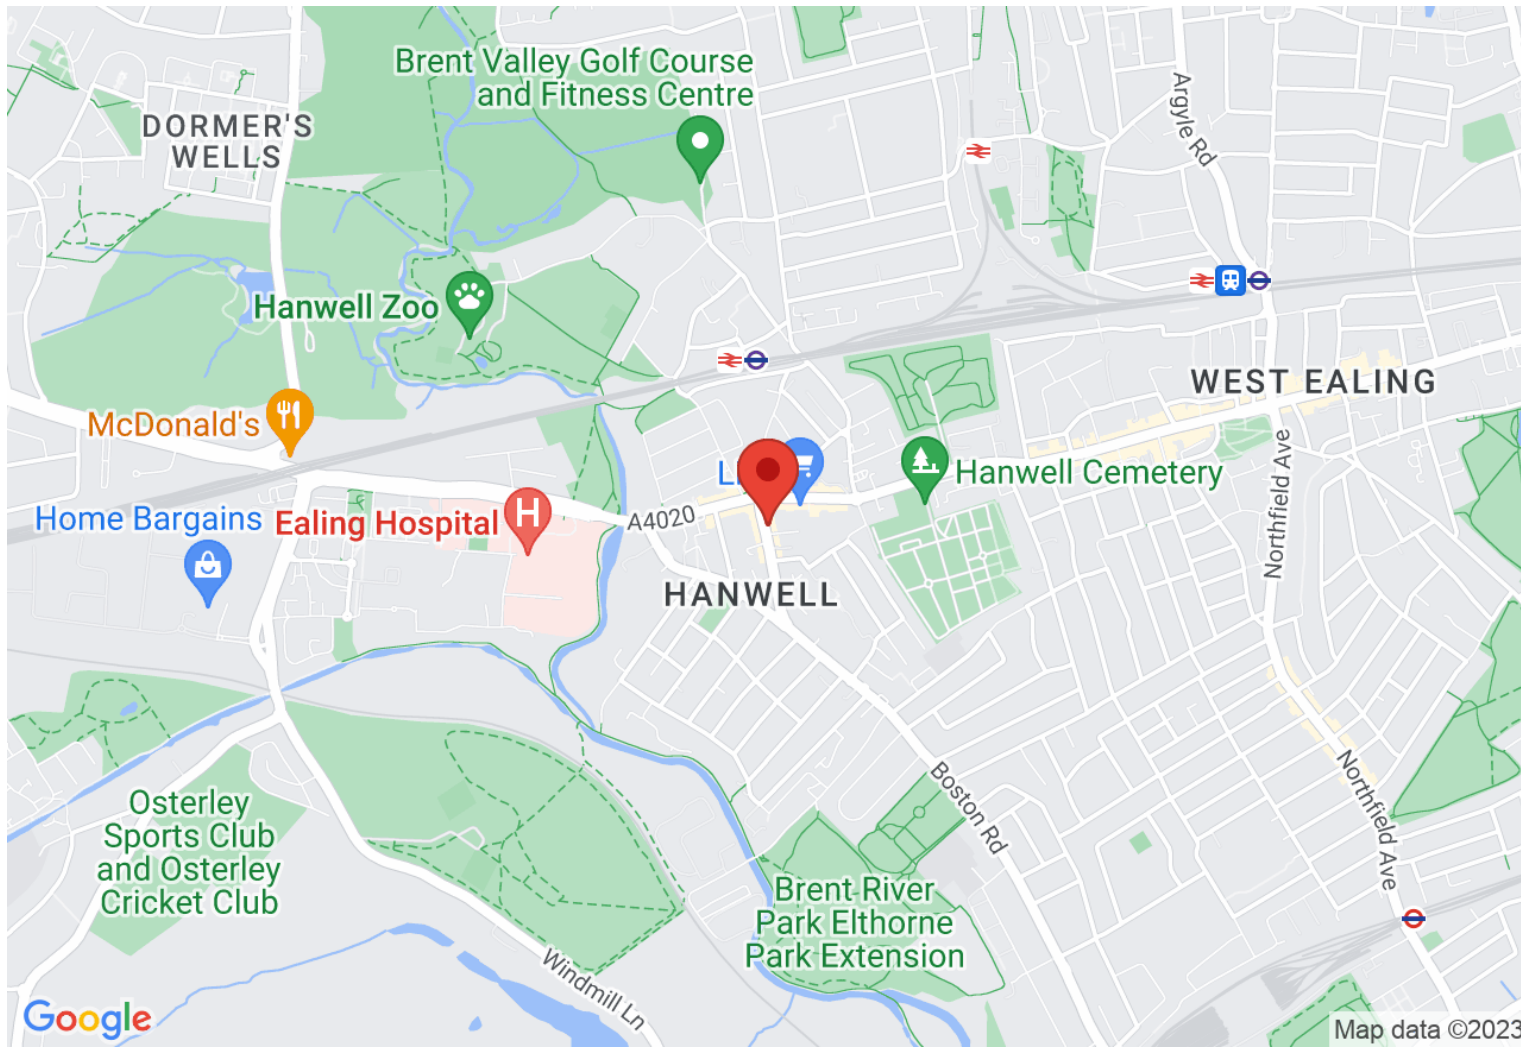 Brent Valley Golf Course
and Fitness Centre
DORMER'S
WELLS
Argyle Rd
Hanwell Zoo
WEST EALING
McDonald's
Hanwell Cemetery
Home Bargains
Ealing Hospital
H
A4020
Northfield Ave
HANWELL
Boston Rd
Northfield Ave
Osterley
Sports Club
and Osterley
Cricket Club
Brent River
Park Elthorne
Park Extension
Windmill Ln
Google
Map data ©2023